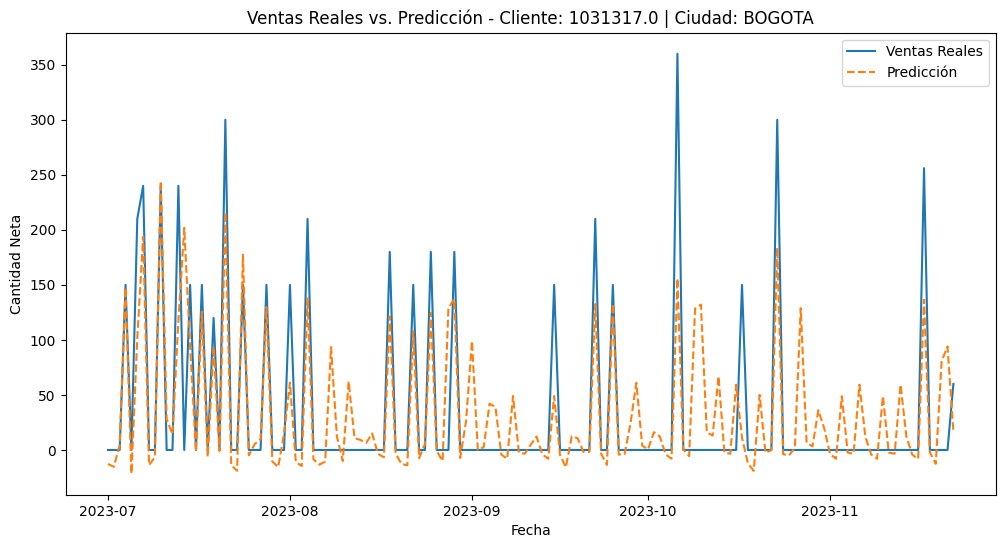 Ventas Reales vs. Predicción - Cliente: 1031317.0 | Ciudad: BOGOTA
Ventas Reales
Predicción
Cantidad Neta
350
300
250
200
150
100
50
0
2023-07
2023-08
2023-09
2023-10
2023-11
Fecha